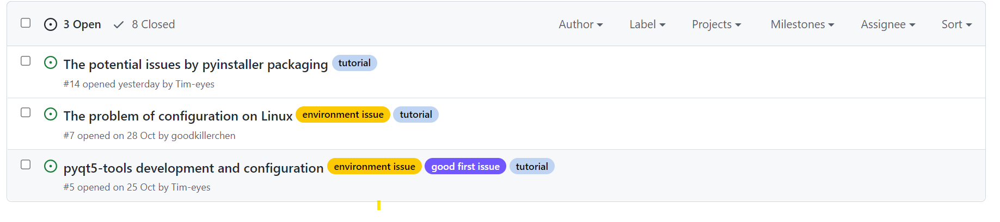 3 Open 8 Closed Author Label Projects Milestones Assignee Sort
The potential issues by pyinstaller packaging tutorial
#14 opened yesterday by Tim-eyes
The problem of configuration on Linux environment issue tutorial
#7 opened on 28 Oct by goodkillerchen
pyqt5-tools development and configuration environment issue good first issue tutorial
#5 opened on 25 Oct by Tim-eyes